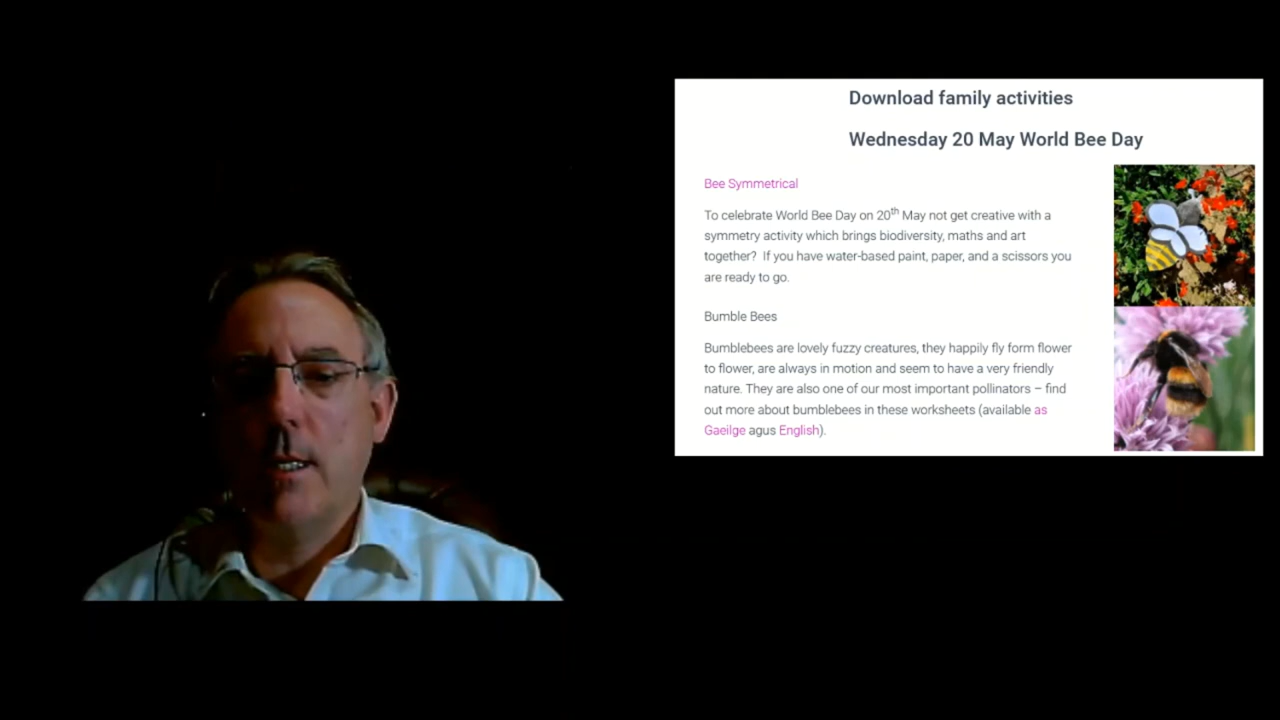 Download family activities
Wednesday 20 May World Bee Day
Bee Symmetrical
To celebrate World Bee Day on 20th May not get creative with a
symmetry activity which brings biodiversity, maths and art
together? If you have water-based paint, paper, and a scissors you
are ready to go.
Bumble Bees
Bumblebees are lovely fuzzy creatures, they happily fly form flower
to flower, are always in motion and seem to have a very friendly
nature. They are also one of our most important pollinators – find
out more about bumblebees in these worksheets (available as
Gaeilge agus English).